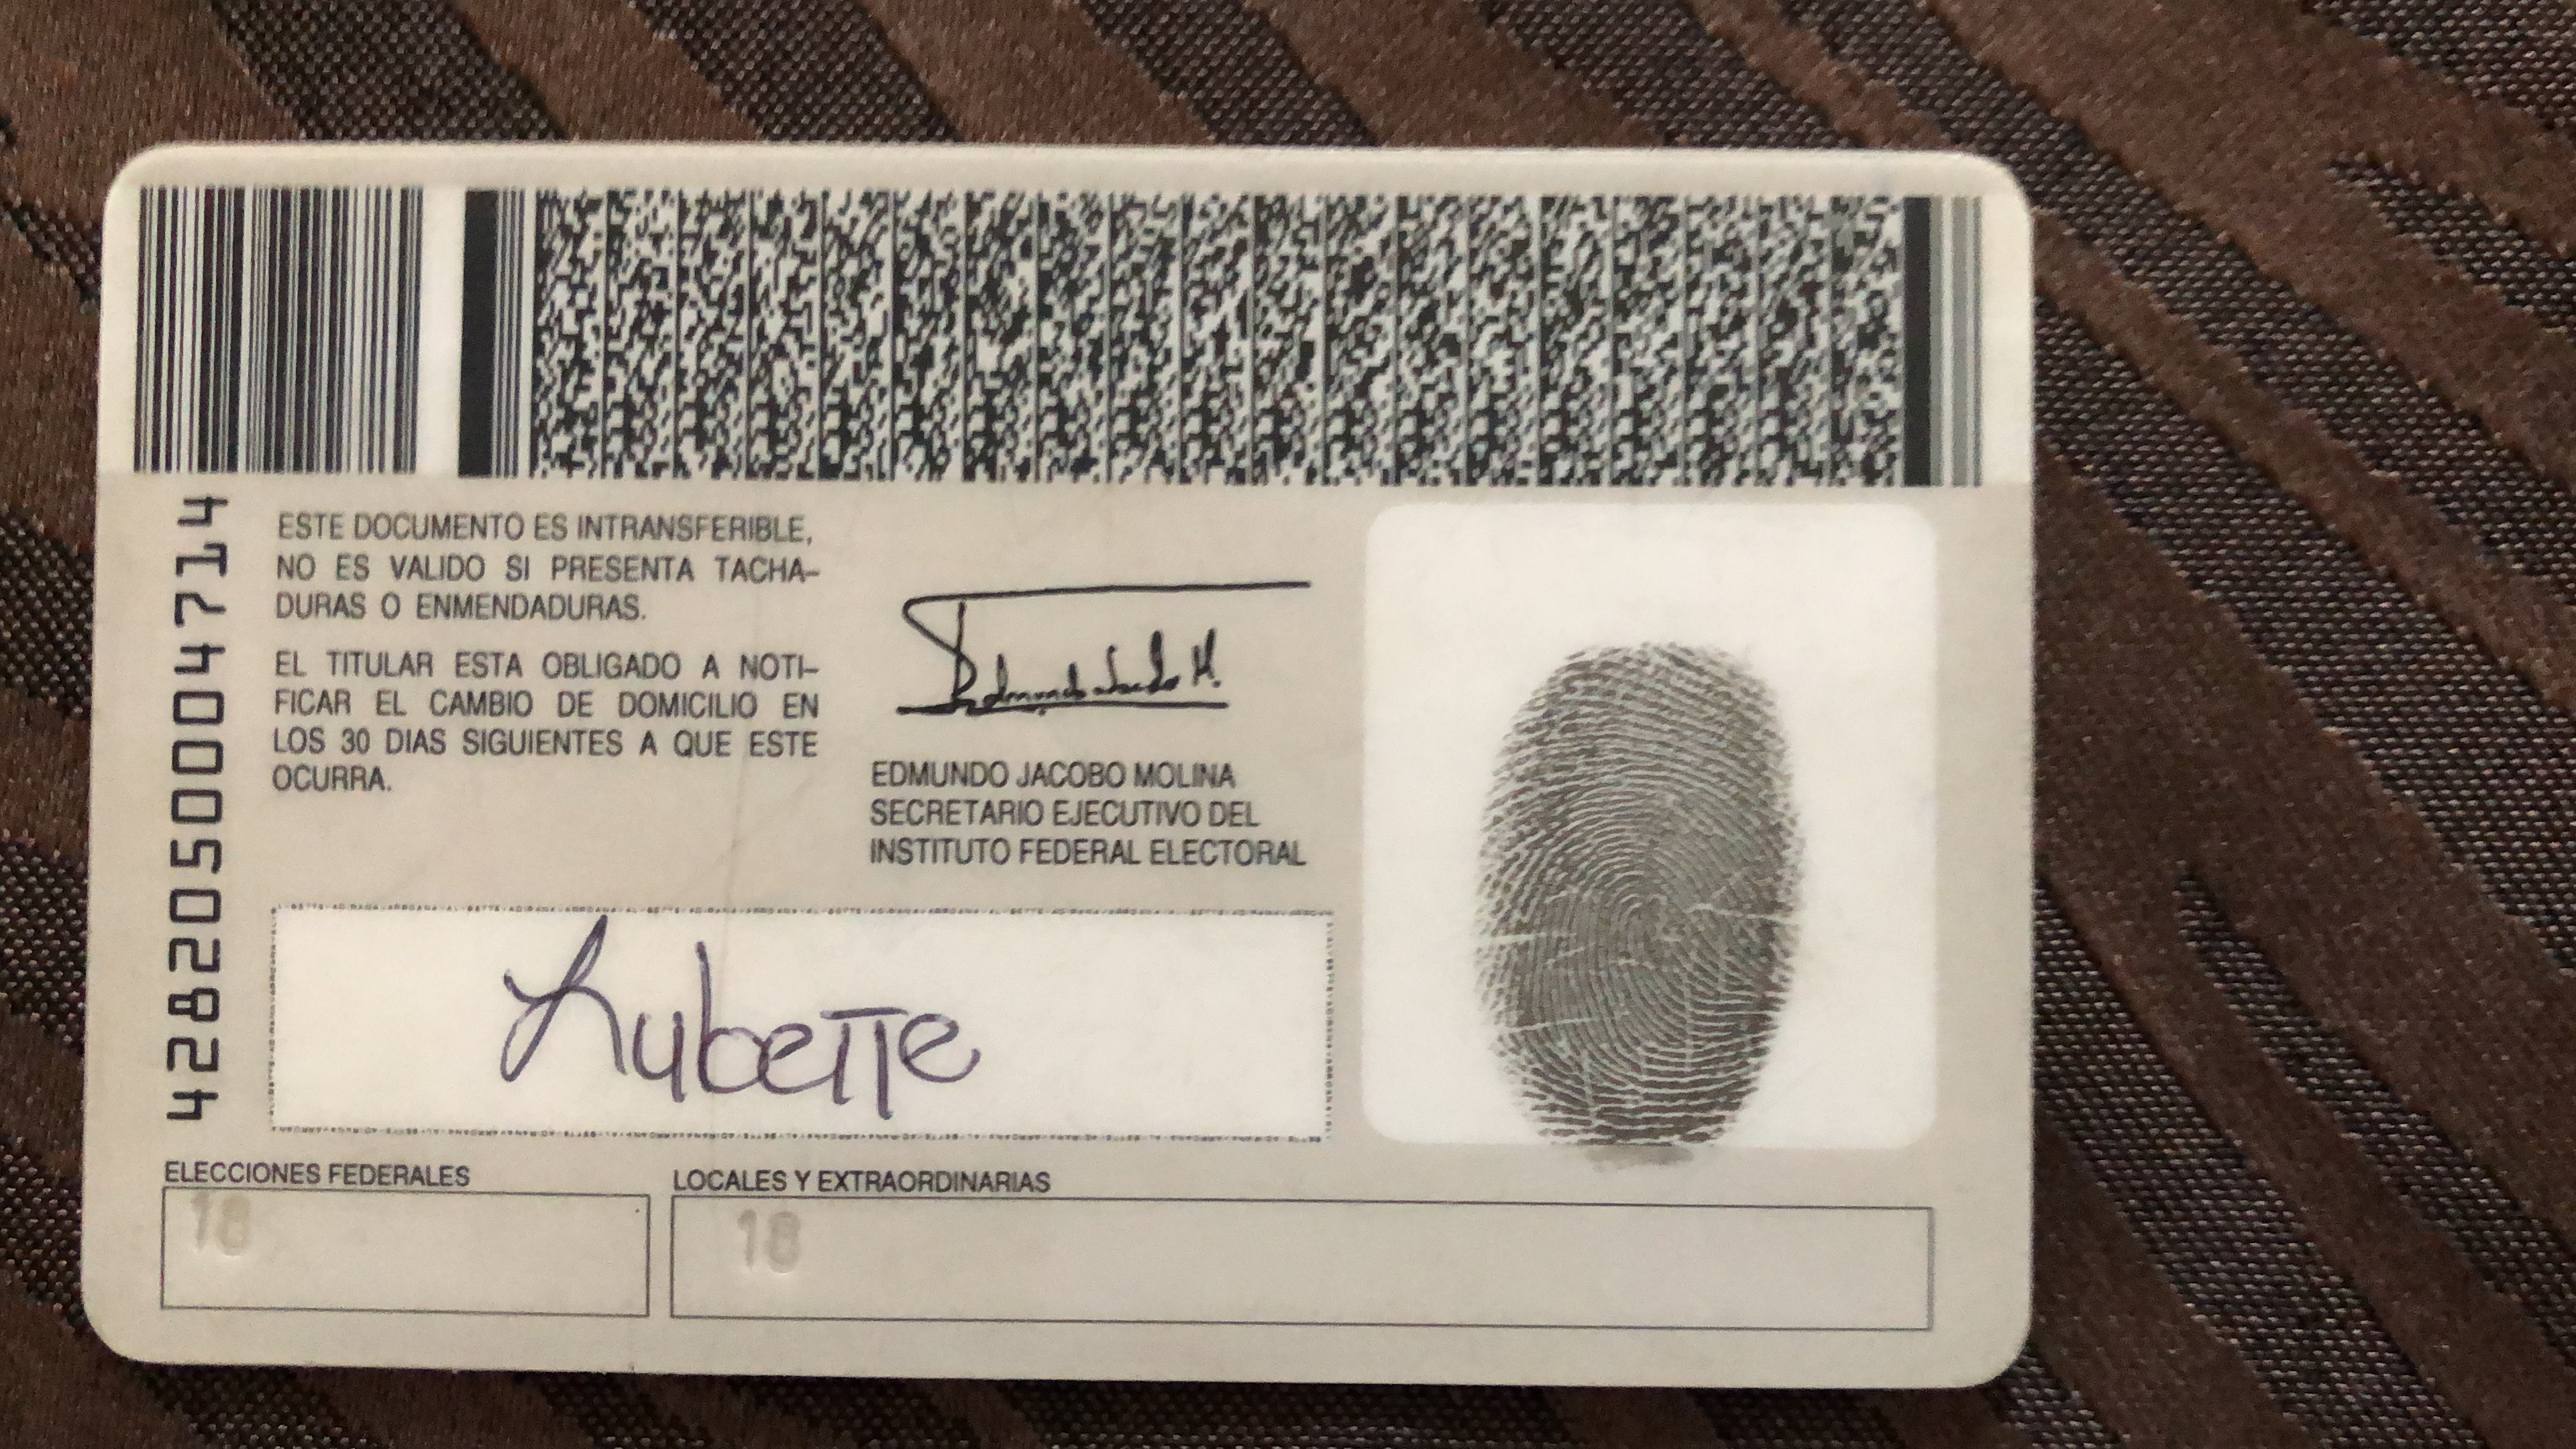 4282050004714
ESTE DOCUMENTO ES INTRANSFERIBLE,
NO ES VALIDO SI PRESENTA TACHA-
DURAS O ENMENDADURAS.
EL TITULAR ESTA OBLIGADO A NOTI-
FICAR EL CAMBIO DE DOMICILIO EN
LOS 30 DIAS SIGUIENTES A QUE ESTE
OCURRA.
EDMUNDO JACOBO MOLINA
SECRETARIO EJECUTIVO DEL
INSTITUTO FEDERAL ELECTORAL
ELECCIONES FEDERALES
18
LOCALES Y EXTRAORDINARIAS
18